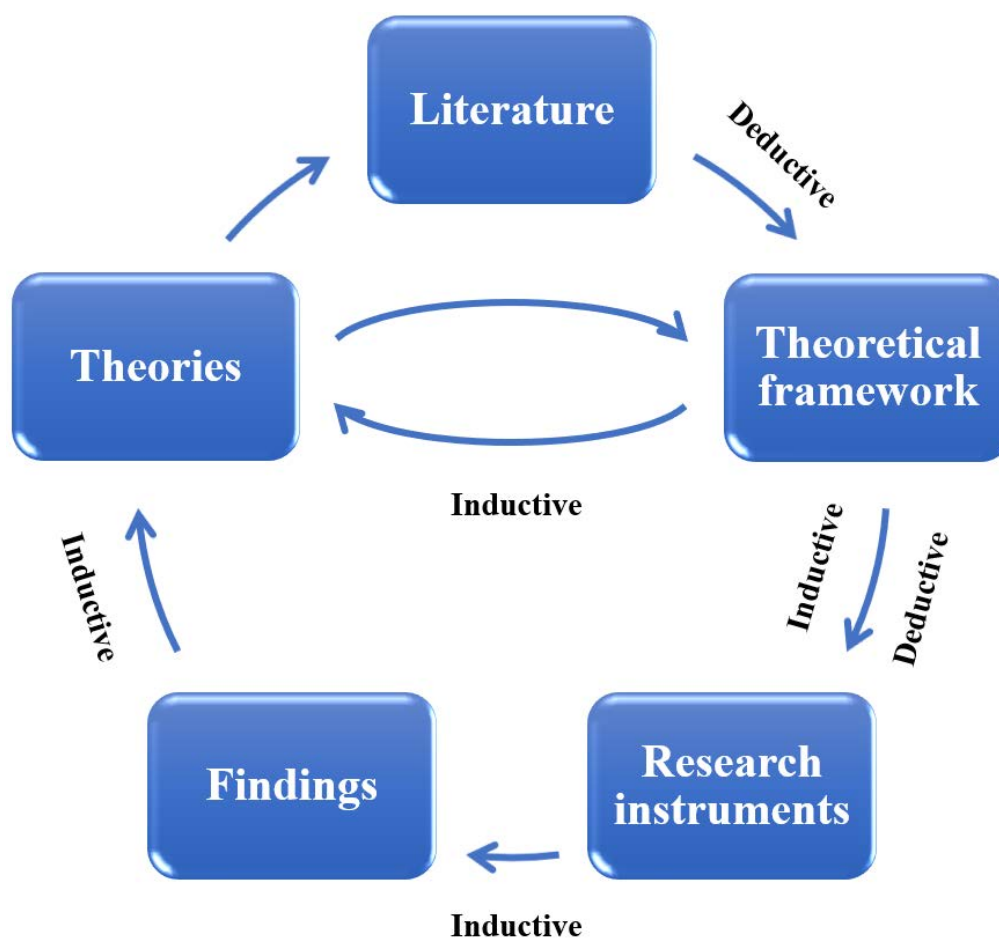 Literature
Deductive
Theories
Theoretical
framework
Inductive
Inductive
Inductive
Deductive
Findings
Research
instruments
Inductive